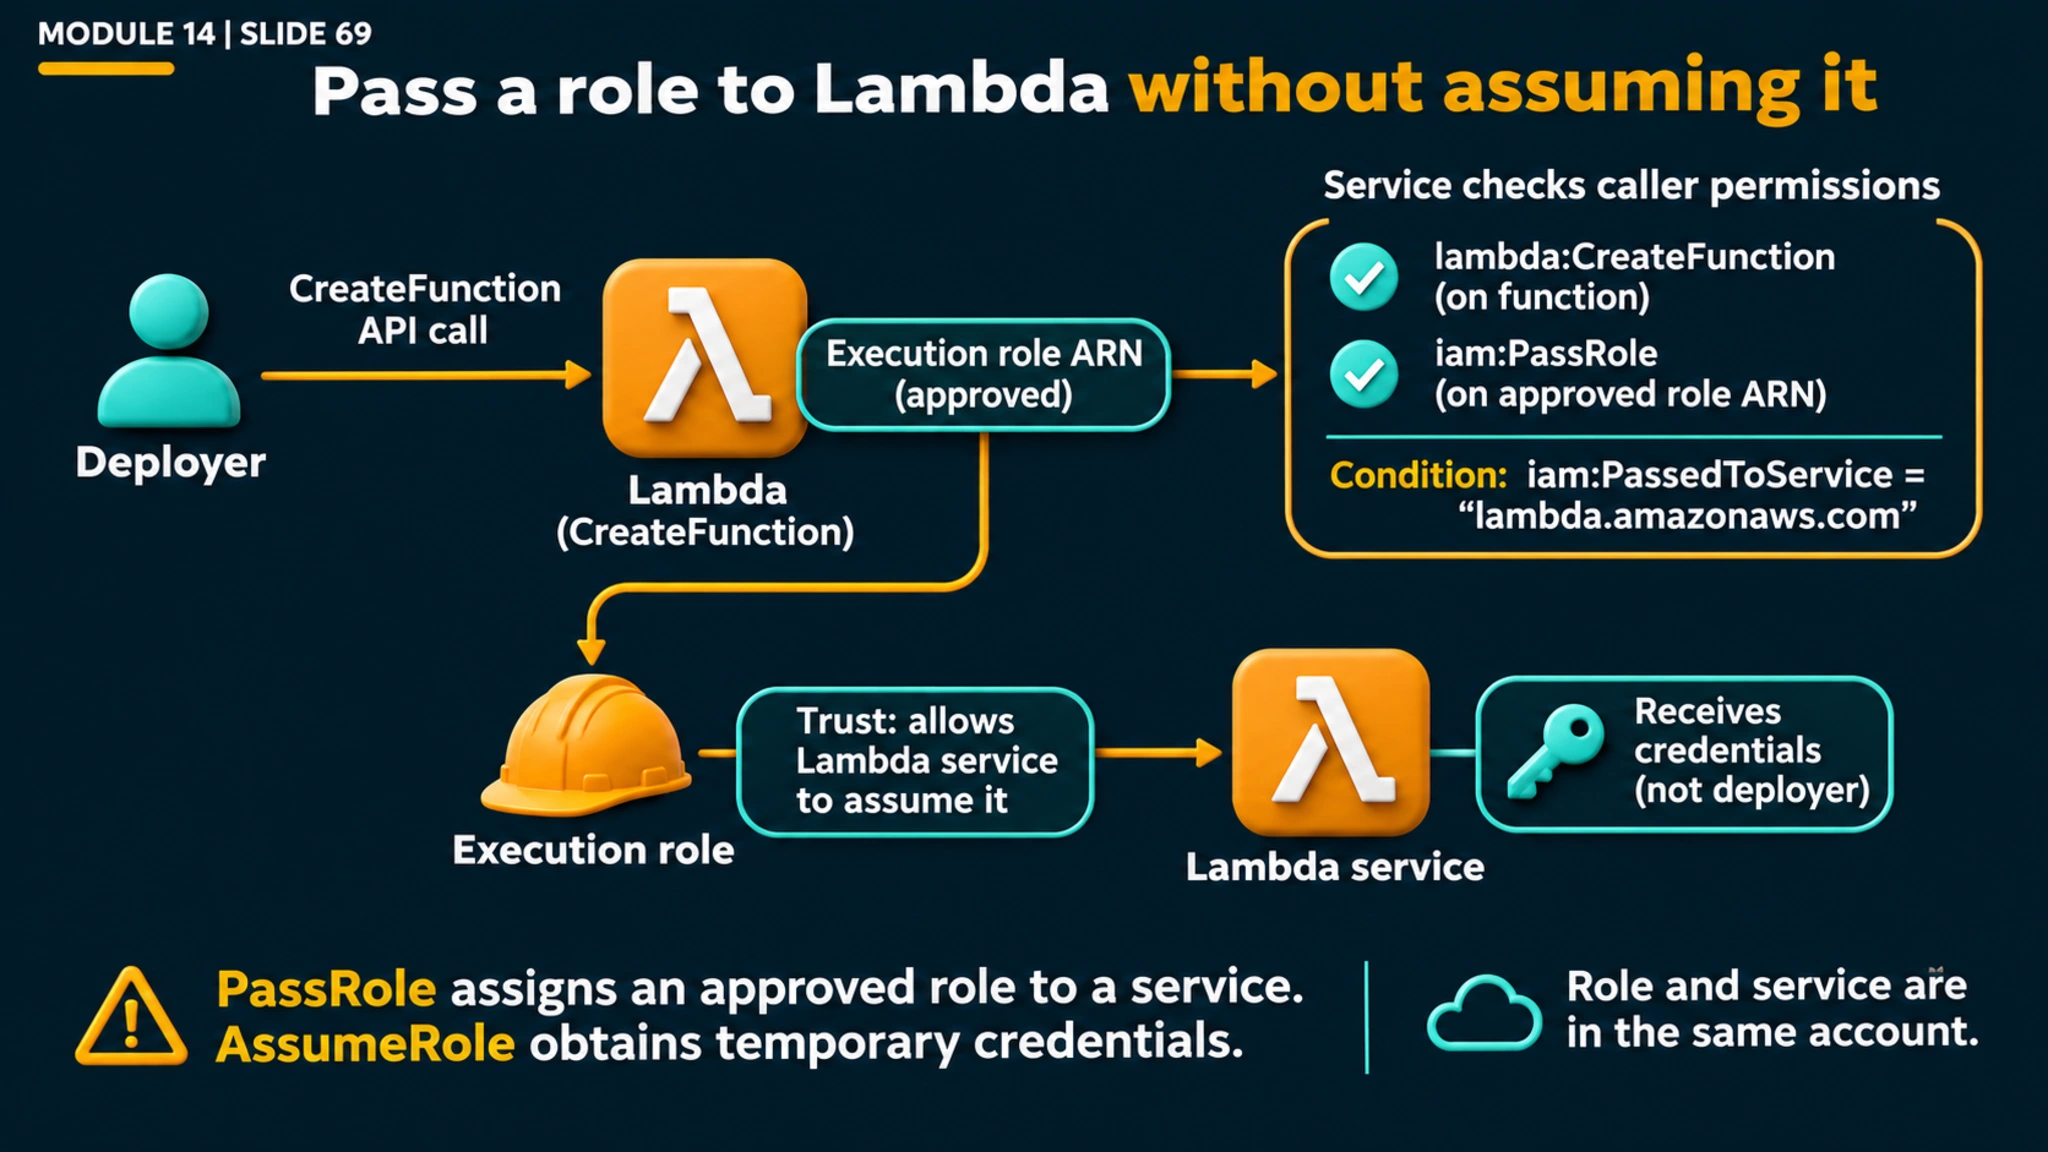 MODULE 14 | SLIDE 69
Pass a role to Lambda without assuming it
CreateFunction
API call
Deployer
Lambda
(CreateFunction)
Execution role ARN
(approved)
Service checks caller permissions
lambda:CreateFunction
(on function)
iam:PassRole
(on approved role ARN)
Condition: iam:PassedToService =
“lambda.amazonaws.com”
Execution role
Trust: allows
Lambda service
to assume it
Lambda service
Receives
credentials
(not deployer)
PassRole assigns an approved role to a service.
AssumeRole obtains temporary credentials.
Role and service are
in the same account.